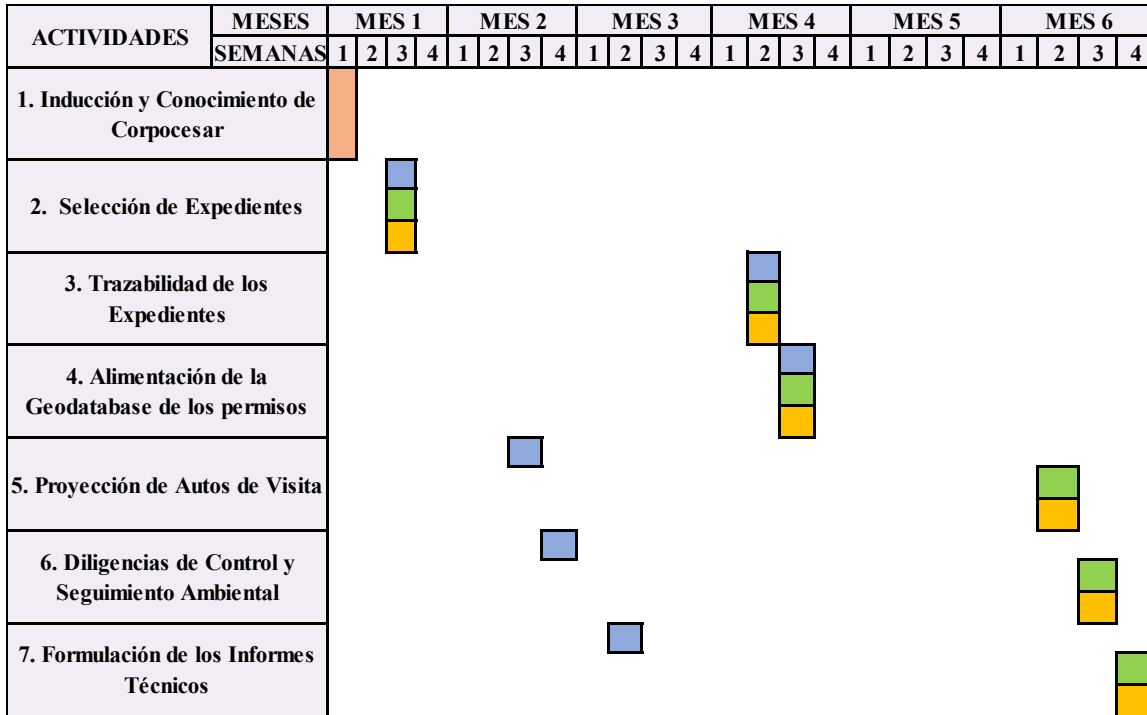 ACTIVIDADES MESES MES 1 MES 2 MES 3 MES 4 MES 5 MES 6
SEMANAS 1 2 3 4 1 2 3 4 1 2 3 4 1 2 3 4 1 2 3 4 1 2 3 4
1. Inducción y Conocimiento de
Corpocesar
2. Selección de Expedientes
3. Trazabilidad de los
Expedientes
4. Alimentación de la
Geodatabase de los permisos
5. Proyección de Autos de Visita
6. Diligencias de Control y
Seguimiento Ambiental
7. Formulación de los Informes
Técnicos